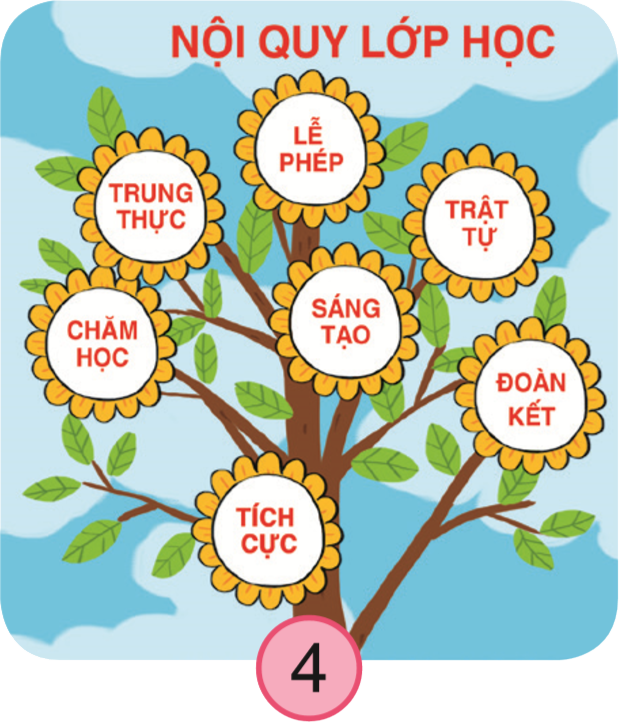 NỘI QUY LỚP HỌC
LỄ
PHÉP
TRUNG
THỰC
TRẬT
TỰ
SÁNG
TẠO
CHĂM
HỌC
ĐOÀN
KẾT
TÍCH
CỰC
4